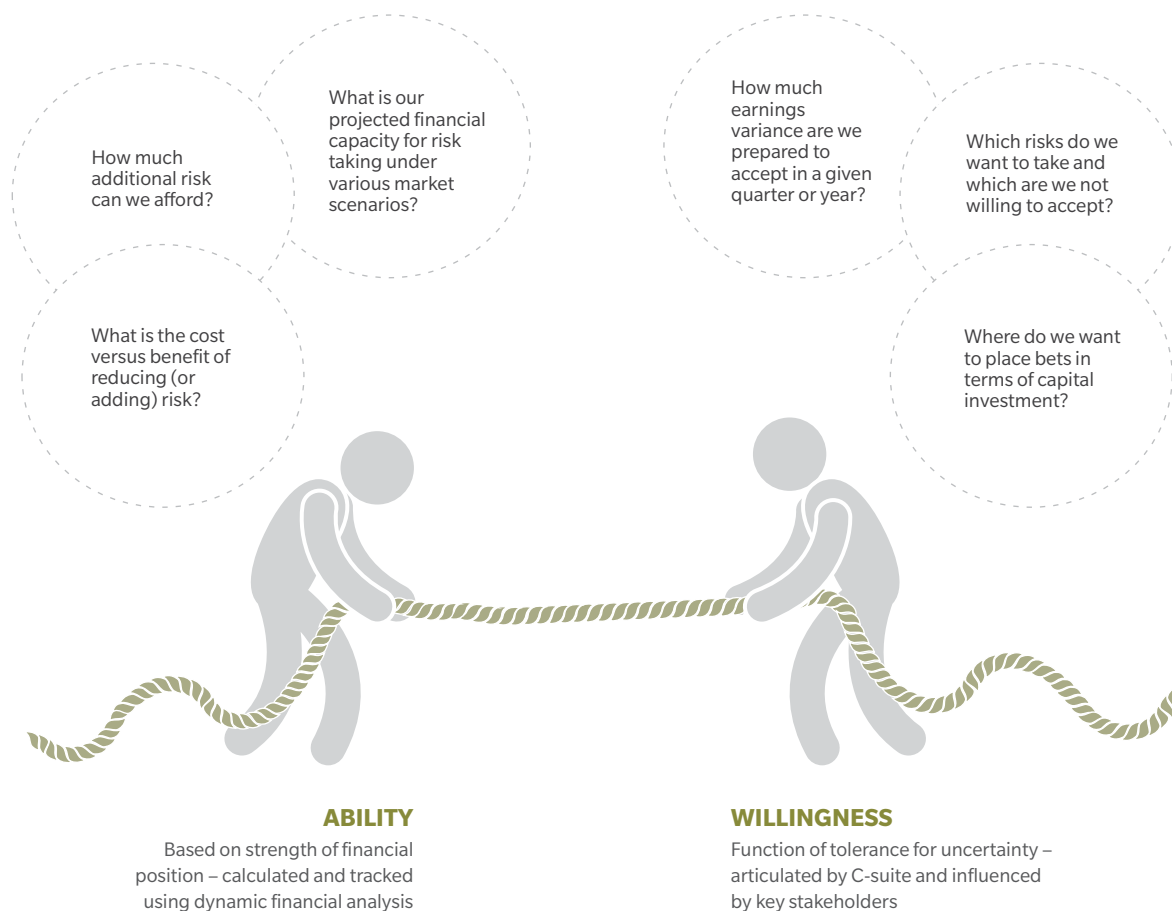 How much
additional risk
can we afford?
What is our
projected financial
capacity for risk
taking under
various market
scenarios?
What is the cost
versus benefit of
reducing (or
adding) risk?
How much
earnings
variance are we
prepared to
accept in a given
quarter or year?
Which risks do we
want to take and
which are we not
willing to accept?
Where do we want
to place bets in
terms of capital
investment?
ABILITY
Based on strength of financial
position – calculated and tracked
using dynamic financial analysis
WILLINGNESS
Function of tolerance for uncertainty –
articulated by C-suite and influenced
by key stakeholders